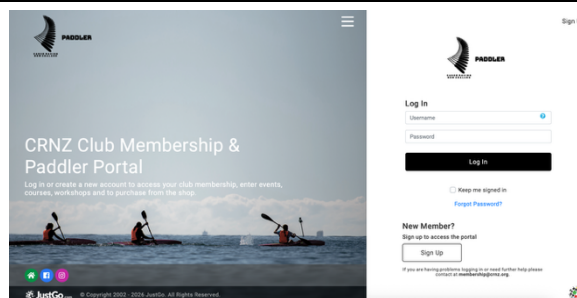 PADDLER
CRNZ Club Membership &
Paddler Portal
Log in or create a new account to access your club membership, enter events,
courses, workshops and to purchase from the shop.
JustGo
© Copyright 2002 - 2026 JustGo. All Rights Reserved
Sign
PADDLER
Log In
Username
Password
Log In
Keep me signed in
Forgot Password?
New Member?
Sign up to access the portal
Sign Up
If you are having problems logging in or need further help please
contact at membership@crnz.org.